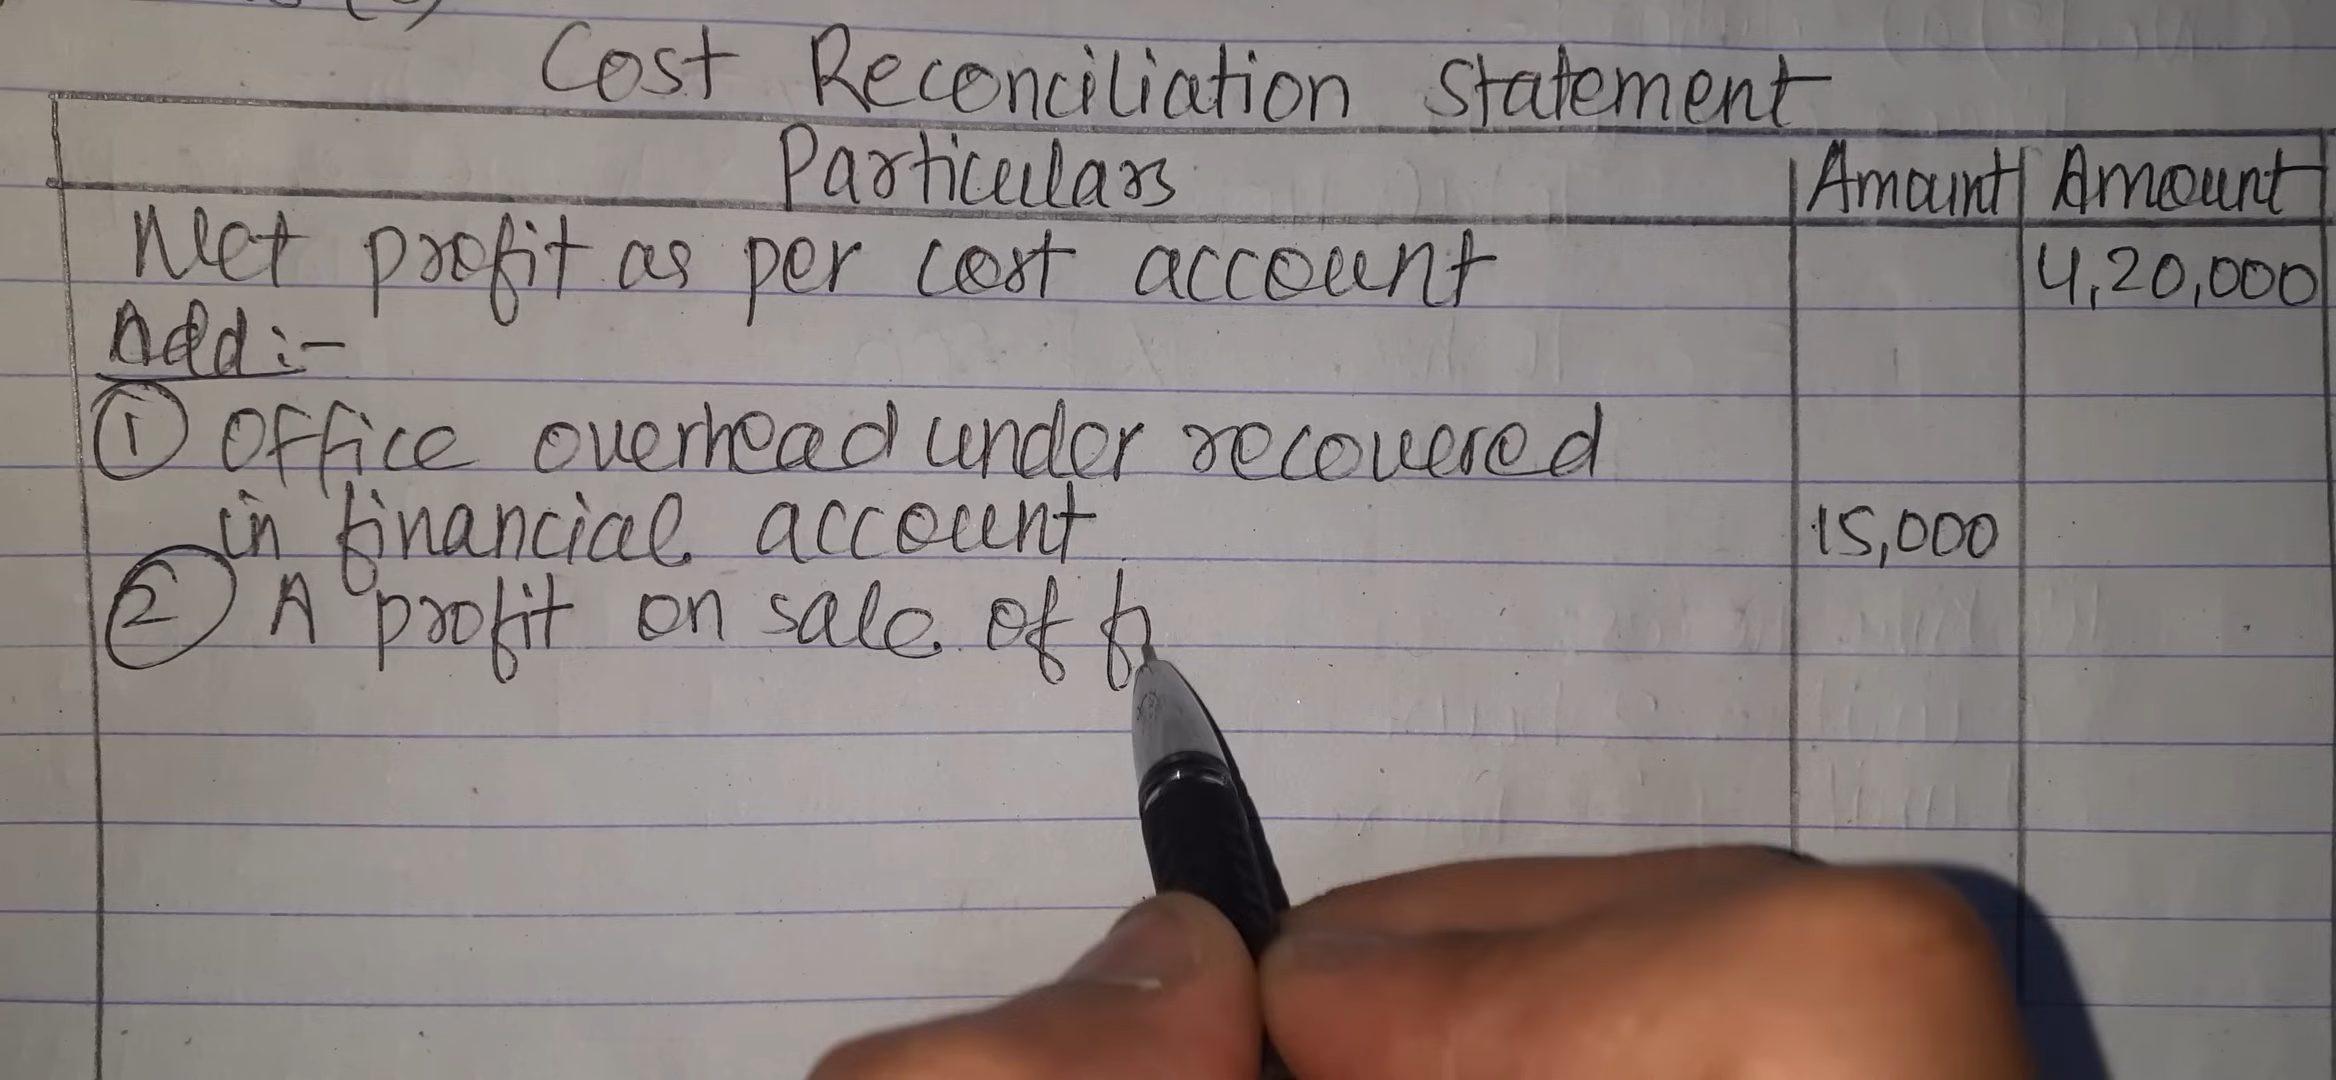 Cost Reconciliation Statement
Particulars Amount Amount
Net profit as per cost account 4,20,000
Add :-
① Office overhead under recovered
in financial account 15,000
② A profit on sale of